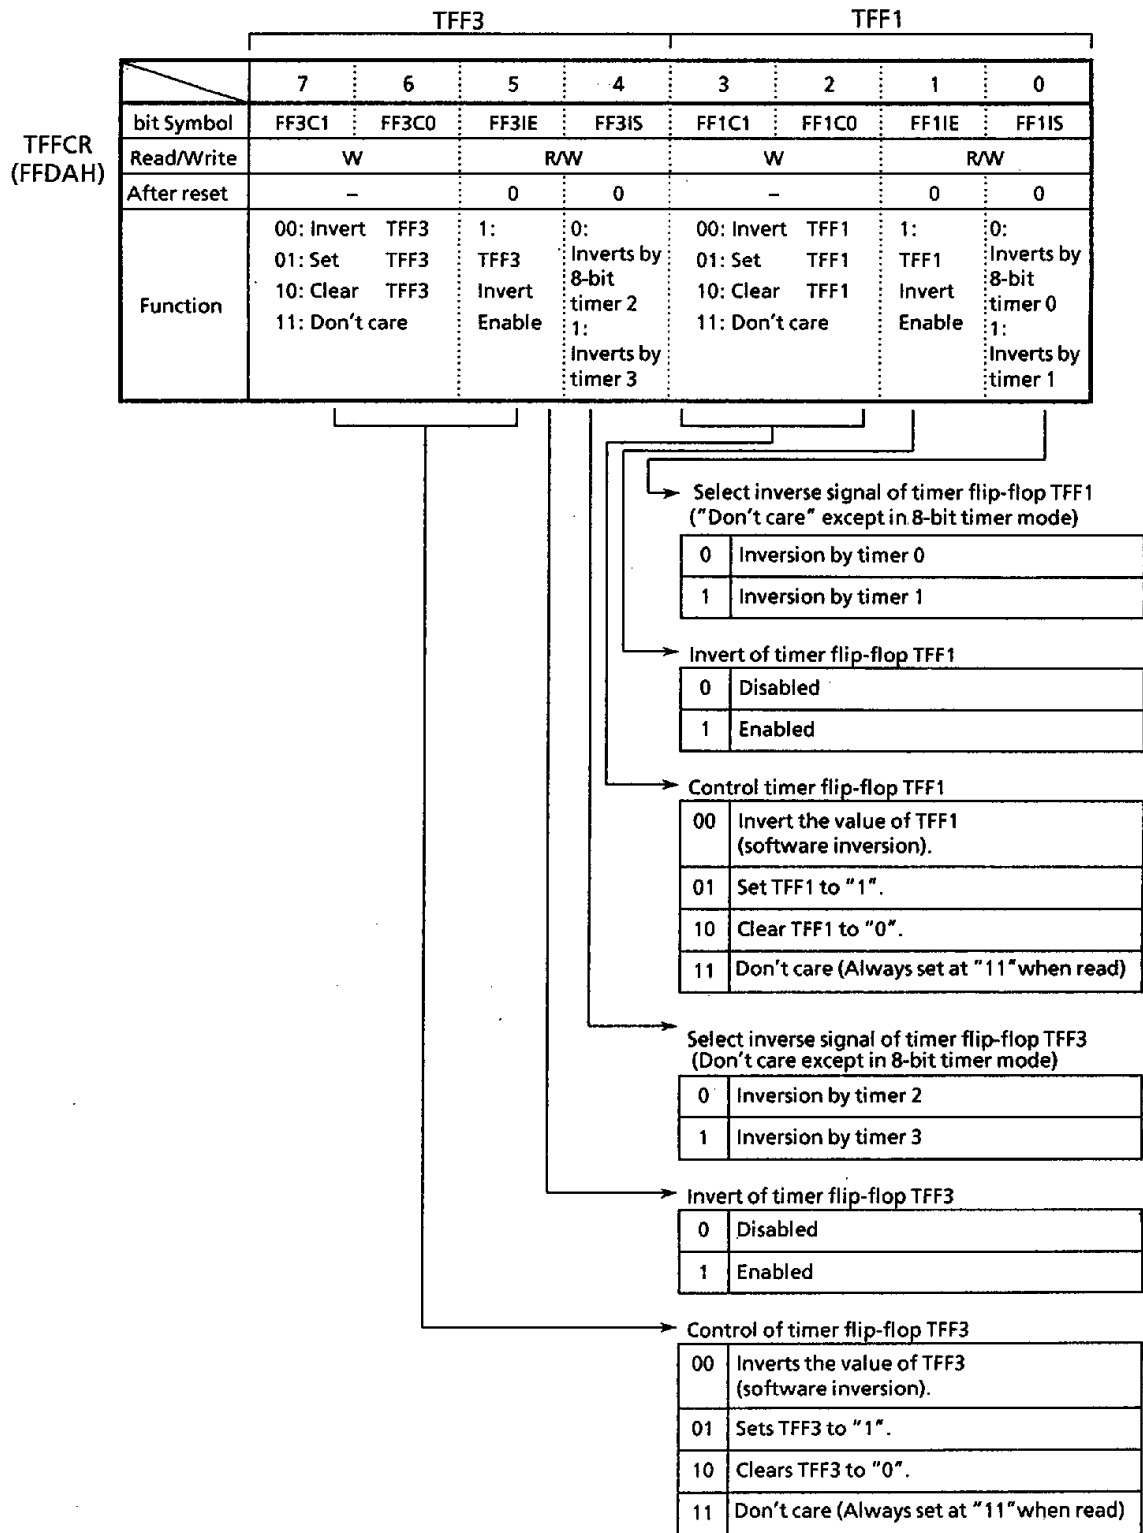 TFF3 TFF1
7 6 5 4 3 2 1 0
bit Symbol FF3C1 FF3C0 FF3IE FF3IS FF1C1 FF1C0 FF1IE FF1IS
TFFCR
(FFDAH)
Read/Write W R/W W R/W
After reset – 0 0 – 0 0
Function
00: Invert TFF3
01: Set TFF3
10: Clear TFF3
11: Don't care
1:
TFF3
Invert
Enable
0:
Inverts by
8-bit
timer 2
1:
Inverts by
timer 3
00: Invert TFF1
01: Set TFF1
10: Clear TFF1
11: Don't care
1:
TFF1
Invert
Enable
0:
Inverts by
8-bit
timer 0
1:
Inverts by
timer 1
Select inverse signal of timer flip-flop TFF1
("Don't care" except in 8-bit timer mode)
0 Inversion by timer 0
1 Inversion by timer 1
Invert of timer flip-flop TFF1
0 Disabled
1 Enabled
Control timer flip-flop TFF1
00 Invert the value of TFF1
(software inversion).
01 Set TFF1 to "1".
10 Clear TFF1 to "0".
11 Don't care (Always set at "11" when read)
Select inverse signal of timer flip-flop TFF3
(Don't care except in 8-bit timer mode)
0 Inversion by timer 2
1 Inversion by timer 3
Invert of timer flip-flop TFF3
0 Disabled
1 Enabled
Control of timer flip-flop TFF3
00 Inverts the value of TFF3
(software inversion).
01 Sets TFF3 to "1".
10 Clears TFF3 to "0".
11 Don't care (Always set at "11" when read)